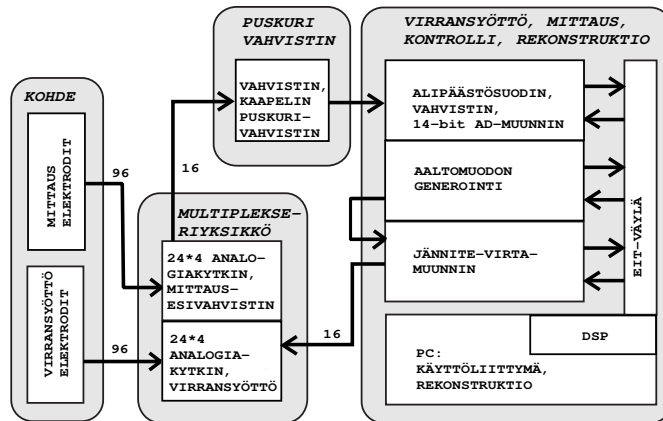 KOHDE
MITTAUS
ELEKTRODIT
VIRRANSYÖTTÖ
ELEKTRODIT
96
96
MULTIPLEKSE-
RIYKSIKKÖ
24*4 ANALO-
GIAKYTKIN,
MITTAUS-
ESIVAHVISTIN
24*4
ANALOGIA-
KYTKIN,
VIRRANSYÖTTÖ
16
16
PUSKURI
VAHVISTIN
VAHVISTIN,
KAAPELIN
PUSKURI-
VAHVISTIN
VIRRANSYÖTTÖ, MITTAUS,
KONTROLLI, REKONSTRUKTIO
ALIPÄÄSTÖSUODIN,
VAHVISTIN,
14-bit AD-MUUNNIN
AALTOMUODON
GENEROINTI
JÄNNITE-VIRTA-
MUUNNIN
EIT-VÄYLÄ
DSP
PC:
KÄYTTÖLIITTYMÄ,
REKONSTRUKTIO